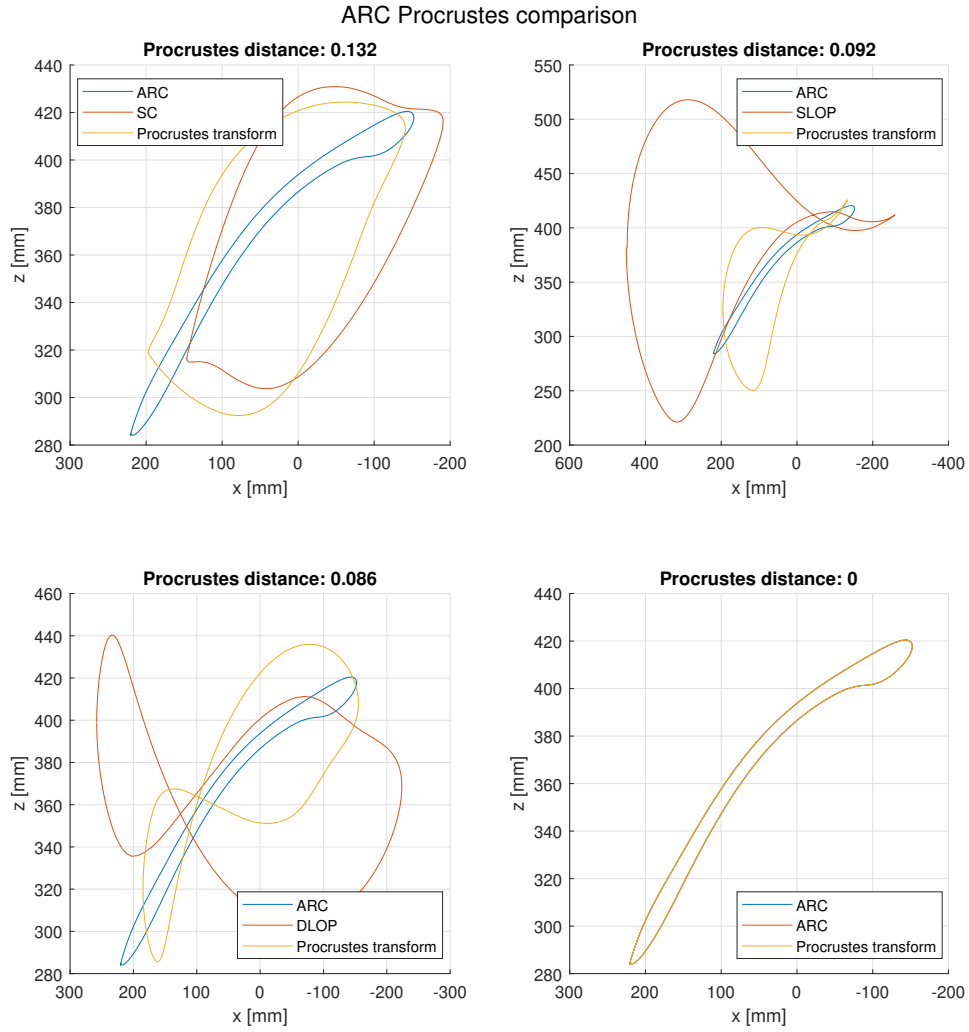 ARC Procrustes comparison
Procrustes distance: 0.132
440
420
400
380
360
340
320
300
280
300
200
100
0
-100
-200
z [mm]
x [mm]
ARC
SC
Procrustes transform
Procrustes distance: 0.092
550
500
450
400
350
300
250
200
600
400
200
0
-200
-400
z [mm]
x [mm]
ARC
SLOP
Procrustes transform
Procrustes distance: 0.086
460
440
420
400
380
360
340
320
300
280
300
200
100
0
-100
-200
-300
z [mm]
x [mm]
ARC
DLOP
Procrustes transform
Procrustes distance: 0
440
420
400
380
360
340
320
300
280
300
200
100
0
-100
-200
z [mm]
x [mm]
ARC
ARC
Procrustes transform